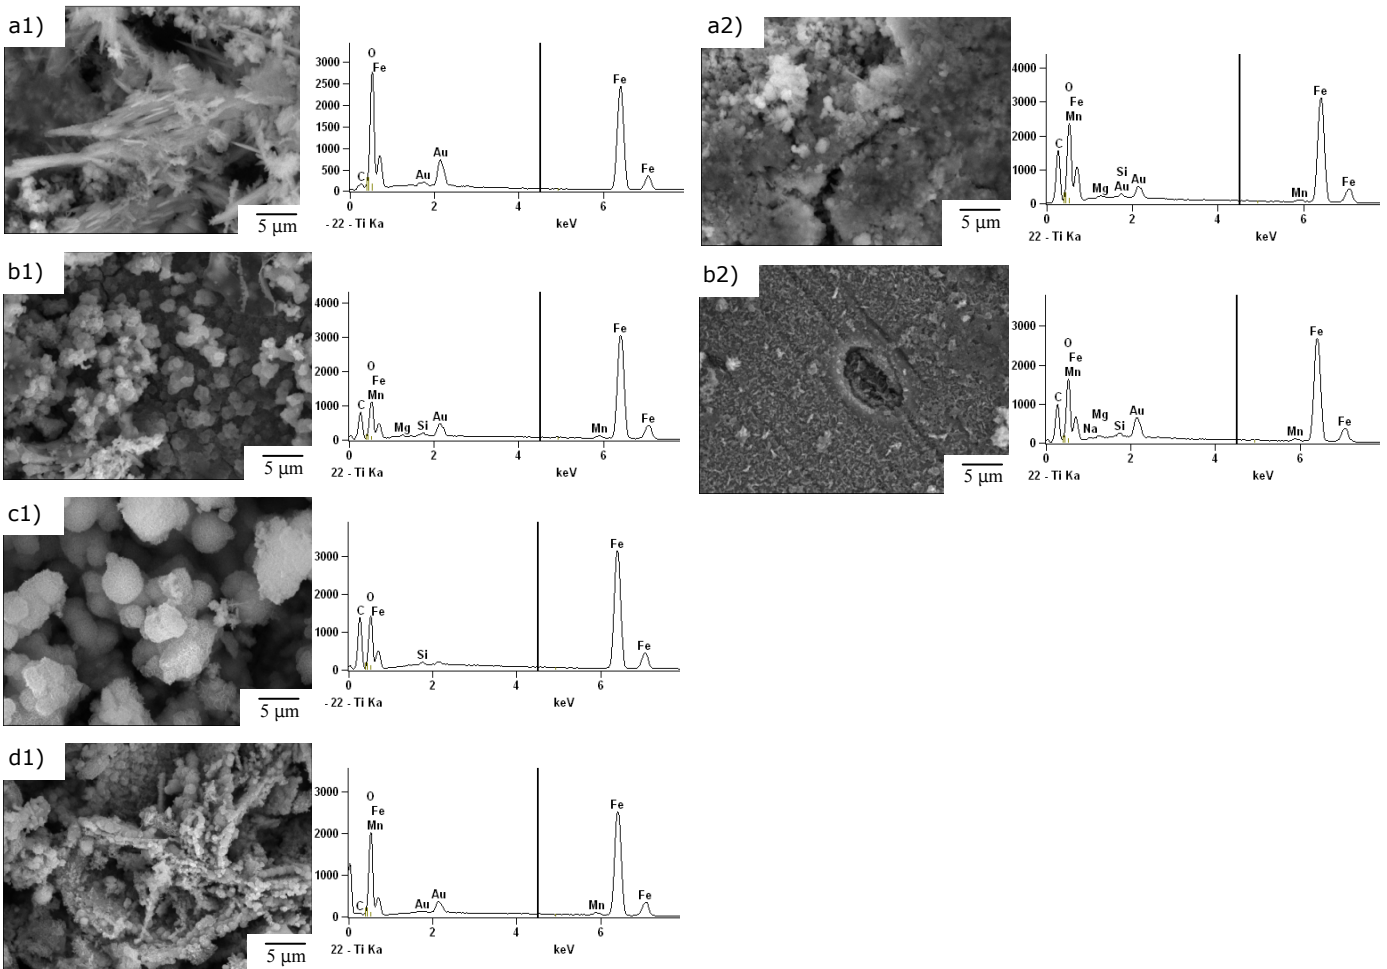 a1)
5 µm
O
Fe
3000
2500
1500
1000
500
0
C
Au
Au
Fe
Fe
0
2
4
6
- 22 - Ti Ka
keV
a2)
5 µm
4000
3000
2000
1000
0
O
Fe
Mn
C
Mg
Si
Au
Au
Mn
Fe
Fe
0
2
4
6
22 - Ti Ka
keV
b1)
5 µm
4000
3000
2000
1000
0
O
Fe
Mn
C
Mg
Si
Au
Mn
Fe
Fe
0
2
4
6
22 - Ti Ka
keV
b2)
5 µm
3000
2000
1000
0
O
Fe
Mn
C
Na
Mg
Si
Au
Mn
Fe
Fe
0
2
4
6
22 - Ti Ka
keV
c1)
5 µm
3000
2000
1000
0
C
O
Fe
Si
Fe
Fe
0
2
4
6
- 22 - Ti Ka
keV
d1)
5 µm
3000
2000
1000
0
O
Fe
Mn
C
Au
Au
Mn
Fe
Fe
0
2
4
6
22 - Ti Ka
keV